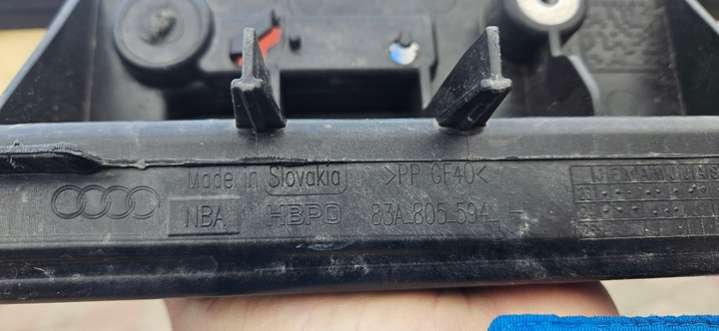 Made in Slovakia >PP GF40<
NBA HBPO 83A.805.594.